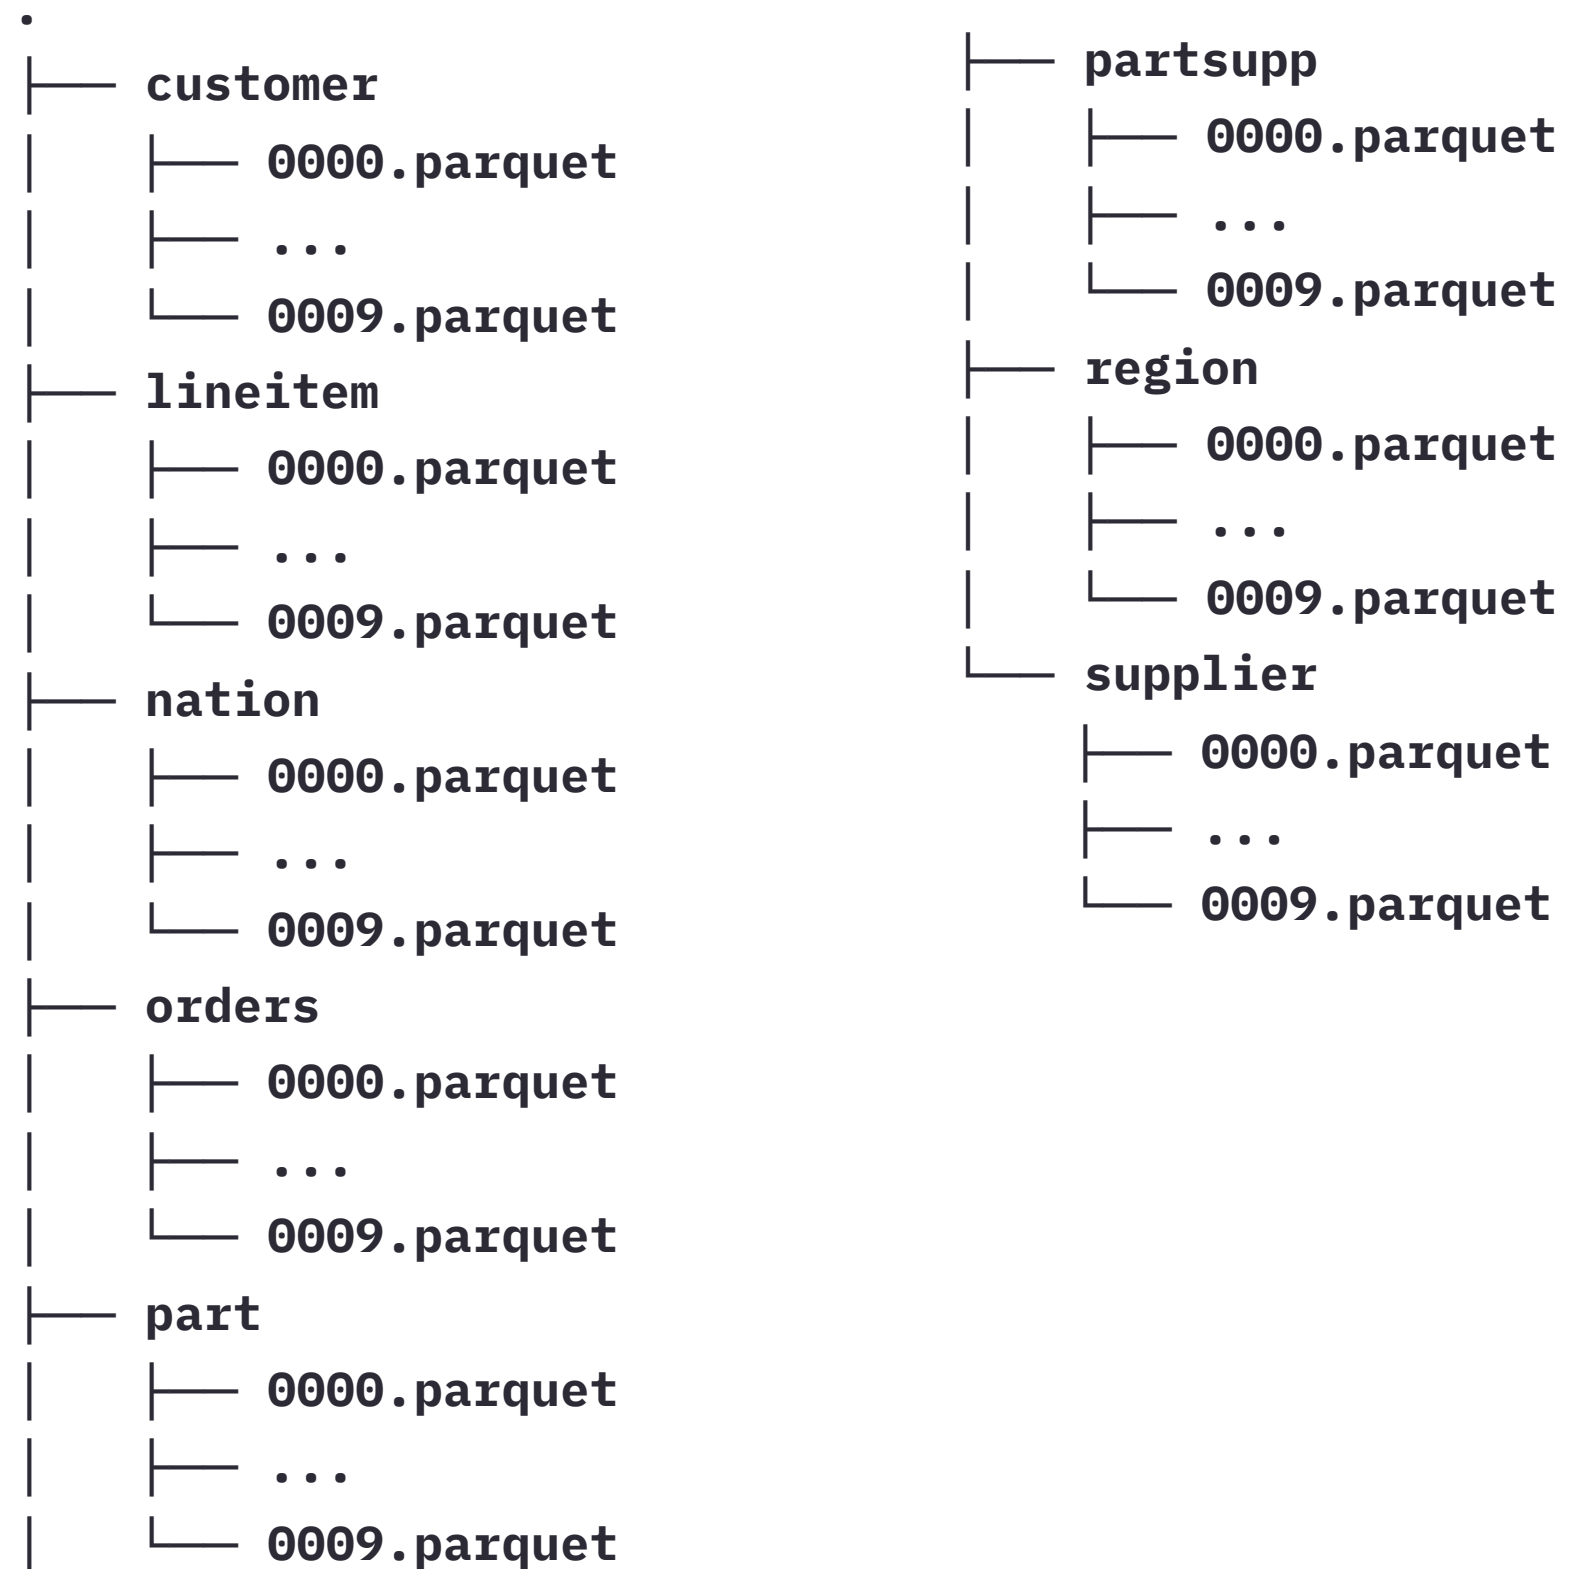 .
├── customer
│   ├── 0000.parquet
│   ├── ...
│   └── 0009.parquet
├── lineitem
│   ├── 0000.parquet
│   ├── ...
│   └── 0009.parquet
├── nation
│   ├── 0000.parquet
│   ├── ...
│   └── 0009.parquet
├── orders
│   ├── 0000.parquet
│   ├── ...
│   └── 0009.parquet
├── part
│   ├── 0000.parquet
│   ├── ...
│   └── 0009.parquet
├── partsupp
│   ├── 0000.parquet
│   ├── ...
│   └── 0009.parquet
├── region
│   ├── 0000.parquet
│   ├── ...
│   └── 0009.parquet
└── supplier
    ├── 0000.parquet
    ├── ...
    └── 0009.parquet